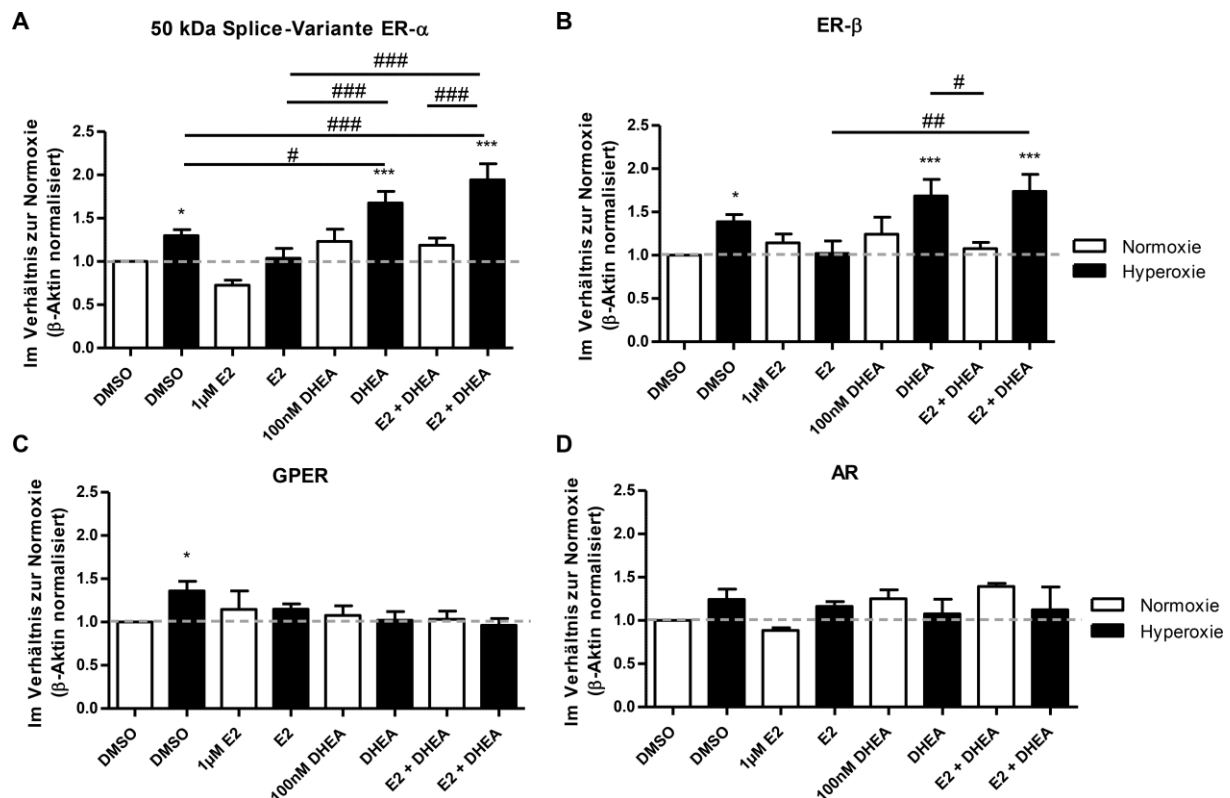 A
50 kDa Splice-Variante ER-α
###
###
###
###
#
*
***
***
Im Verhältnis zur Normoxie
(β-Aktin normalisiert)
2.5
2.0
1.5
1.0
0.5
0.0
DMSO
DMSO
1µM E2
E2
100nM DHEA
DHEA
E2 + DHEA
E2 + DHEA
B
ER-β
#
##
*
***
***
Im Verhältnis zur Normoxie
(β-Aktin normalisiert)
2.5
2.0
1.5
1.0
0.5
0.0
DMSO
DMSO
1µM E2
E2
100nM DHEA
DHEA
E2 + DHEA
E2 + DHEA
Normoxie
Hyperoxie
C
GPER
*
Im Verhältnis zur Normoxie
(β-Aktin normalisiert)
2.5
2.0
1.5
1.0
0.5
0.0
DMSO
DMSO
1µM E2
E2
100nM DHEA
DHEA
E2 + DHEA
E2 + DHEA
D
AR
Im Verhältnis zur Normoxie
(β-Aktin normalisiert)
2.5
2.0
1.5
1.0
0.5
0.0
DMSO
DMSO
1µM E2
E2
100nM DHEA
DHEA
E2 + DHEA
E2 + DHEA
Normoxie
Hyperoxie